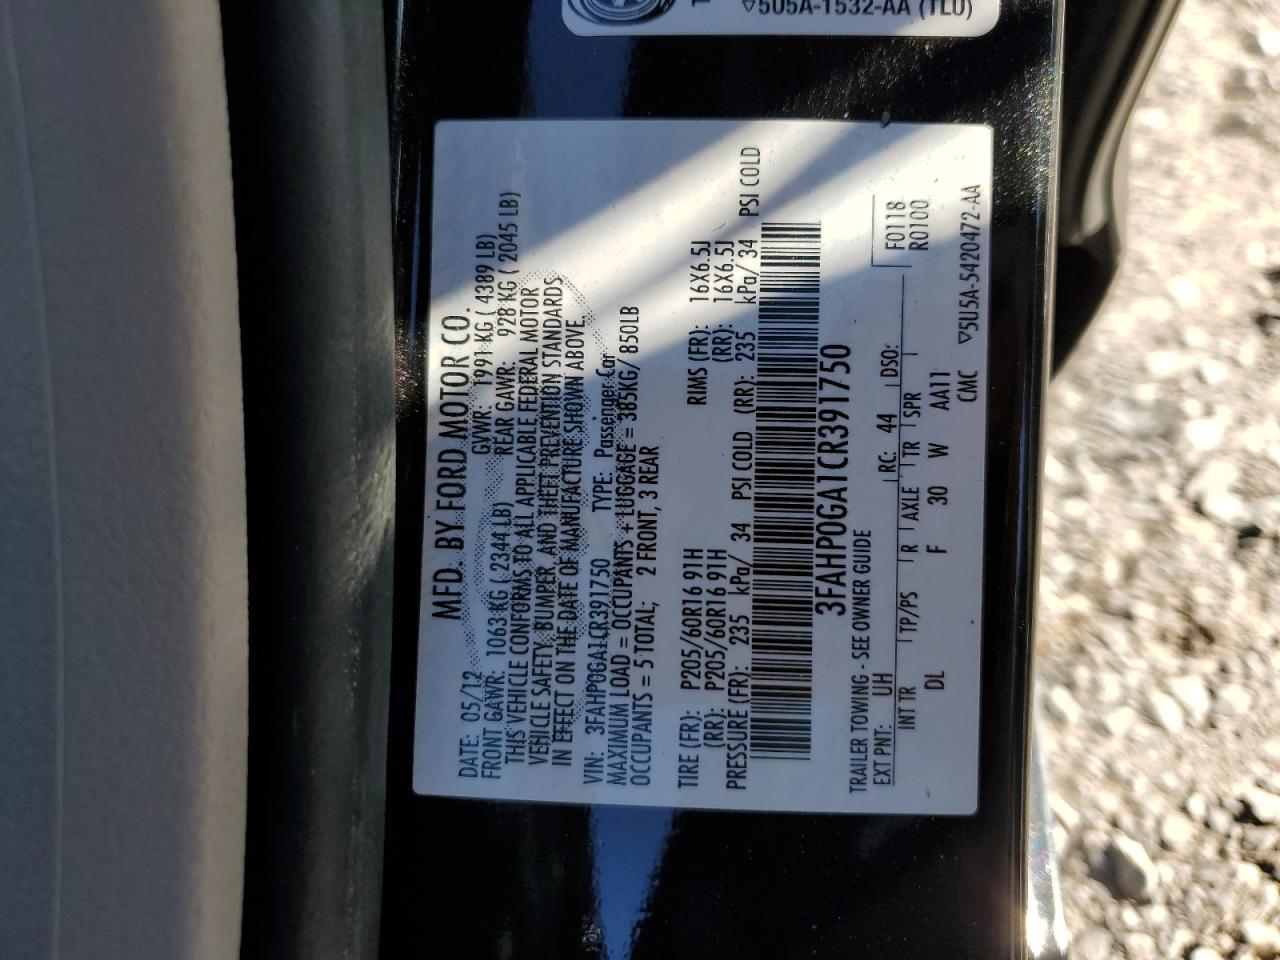 ▽5U5A-1532-AA (TLU)
MFD. BY FORD MOTOR CO.
DATE: 05/12 GVWR: 1991 KG ( 4389 LB)
FRONT GAWR: 1063 KG ( 2344 LB) REAR GAWR: 928 KG ( 2045 LB)
THIS VEHICLE CONFORMS TO ALL APPLICABLE FEDERAL MOTOR
VEHICLE SAFETY, BUMPER, AND THEFT PREVENTION STANDARDS
IN EFFECT ON THE DATE OF MANUFACTURE SHOWN ABOVE.
VIN: 3FAHP0GA1CR391750 TYPE: Passenger Car
MAXIMUM LOAD = OCCUPANTS + LUGGAGE = 385KG/ 850LB
OCCUPANTS = 5 TOTAL; 2 FRONT, 3 REAR
TIRE (FR): P205/60R16 91H RIMS (FR): 16X6.5J
(RR): P205/60R16 91H (RR): 16X6.5J
PRESSURE (FR): 235 kPa/ 34 PSI COLD (RR): 235 kPa/ 34 PSI COLD
3FAHP0GA1CR391750
TRAILER TOWING - SEE OWNER GUIDE
EXT PNT: UH RC: 44 DSO: F0118
R0100
INT TR TP/PS R AXLE TR SPR
DL F 30 W AA11
CMC ▽5U5A-5420472-AA